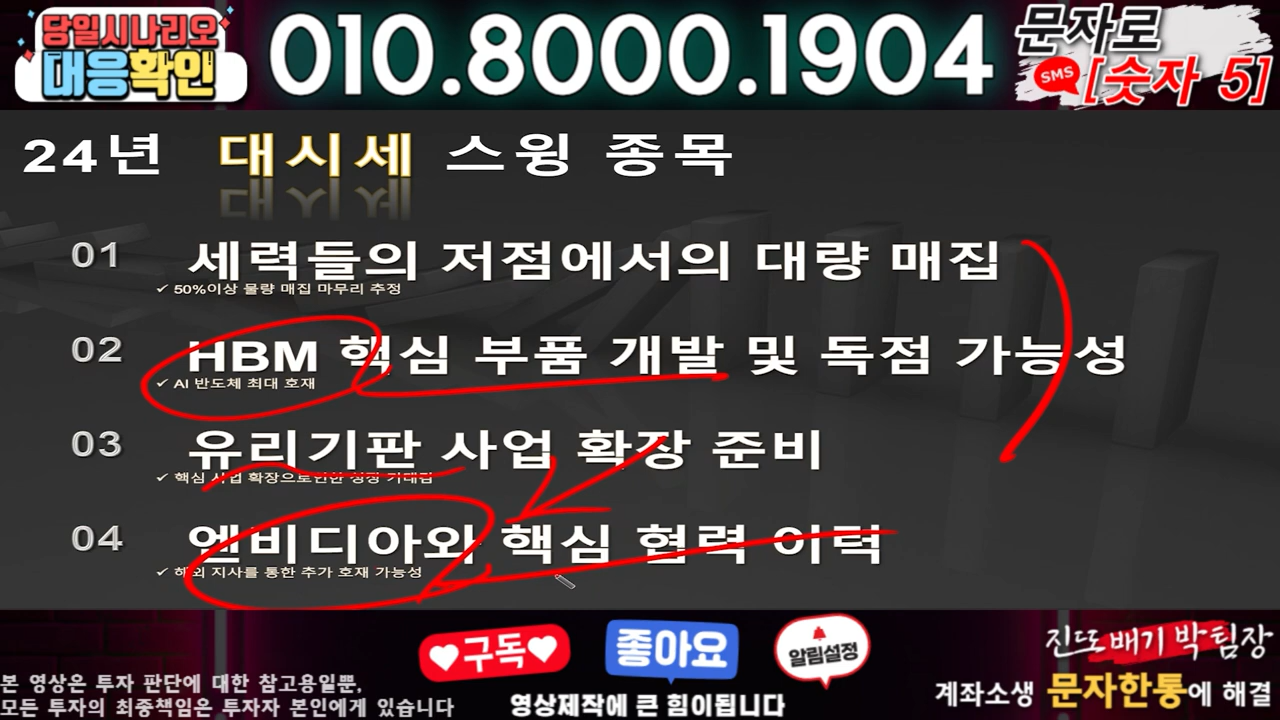 당일시나리오
대응확인
010.8000.1904
문자로
SMS
[숫자 5]
24년 대시세 스윙 종목
01 세력들의 저점에서의 대량 매집
✓ 50%이상 물량 매집 마무리 추정
02 HBM 핵심 부품 개발 및 독점 가능성
✓ AI 반도체 최대 호재
03 유리기판 사업 확장 준비
✓ 핵심 사업 확장으로인한 성장 기대감
04 엔비디아와 핵심 협력 이력
✓ 해외 지사를 통한 추가 호재 가능성
구독
좋아요
알림설정
진또배기 박팀장
본 영상은 투자 판단에 대한 참고용일뿐,
모든 투자의 최종책임은 투자자 본인에게 있습니다
영상제작에 큰 힘이됩니다
계좌소생 문자한통에 해결